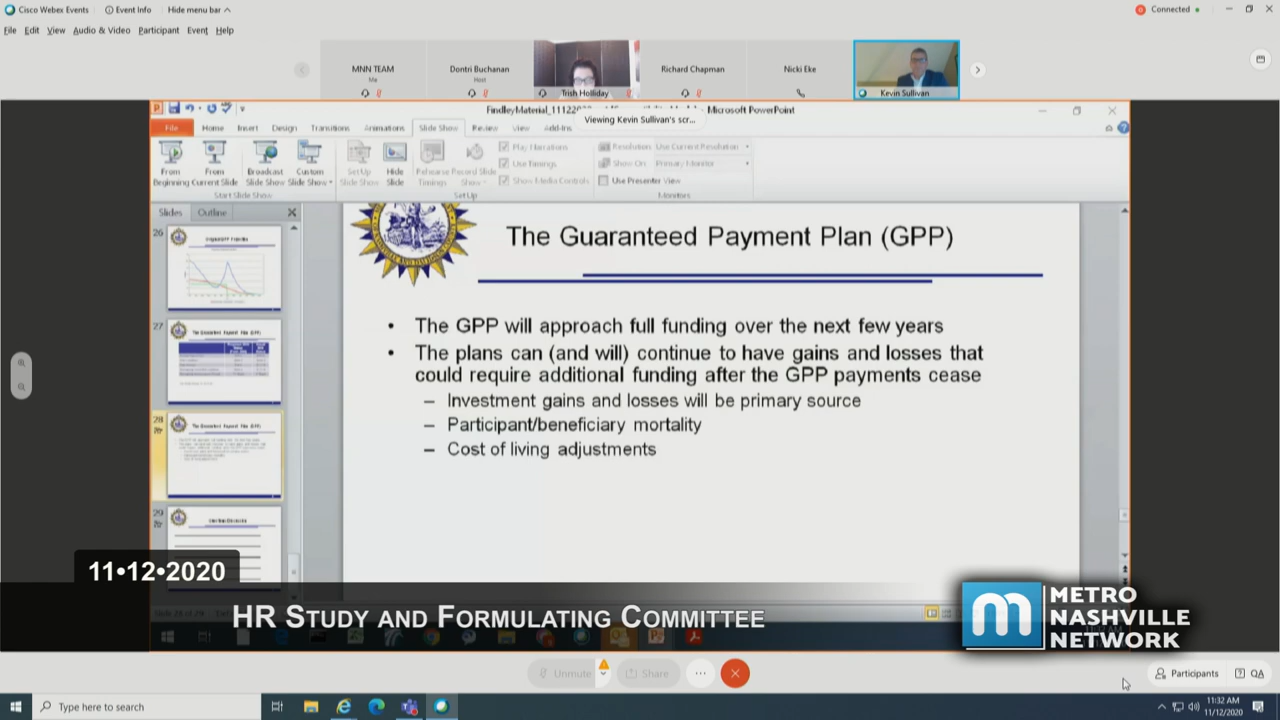 Cisco Webex Events Event Info Hide menu bar Connected
File Edit View Audio & Video Participant Event Help
MNN TEAM
Me
Dontri Buchanan
Host
Trish Holliday
Richard Chapman
Nicki Eke
Kevin Sullivan
FindleyMaterial_11122 Microsoft PowerPoint
Viewing Kevin Sullivan's scr...
File Home Insert Design Transitions Animations Slide Show Review View Add-Ins
From Beginning
From Current Slide
Broadcast Slide Show
Custom Slide Show
Set Up Slide Show
Hide Slide
Rehearse Timings
Record Slide Show
Play Narrations
Use Timings
Show Media Controls
Resolution: Use Current Resolution
Show On: Primary Monitor
Use Presenter View
Start Slide Show
Set Up
Monitors
Slides Outline
26
27
28
29
The Guaranteed Payment Plan (GPP)
• The GPP will approach full funding over the next few years
• The plans can (and will) continue to have gains and losses that
could require additional funding after the GPP payments cease
– Investment gains and losses will be primary source
– Participant/beneficiary mortality
– Cost of living adjustments
11•12•2020
HR Study and Formulating Committee
METRO
NASHVILLE
NETWORK
Unmute
Share
Participants
Type here to search
11:32 AM
11/12/2020